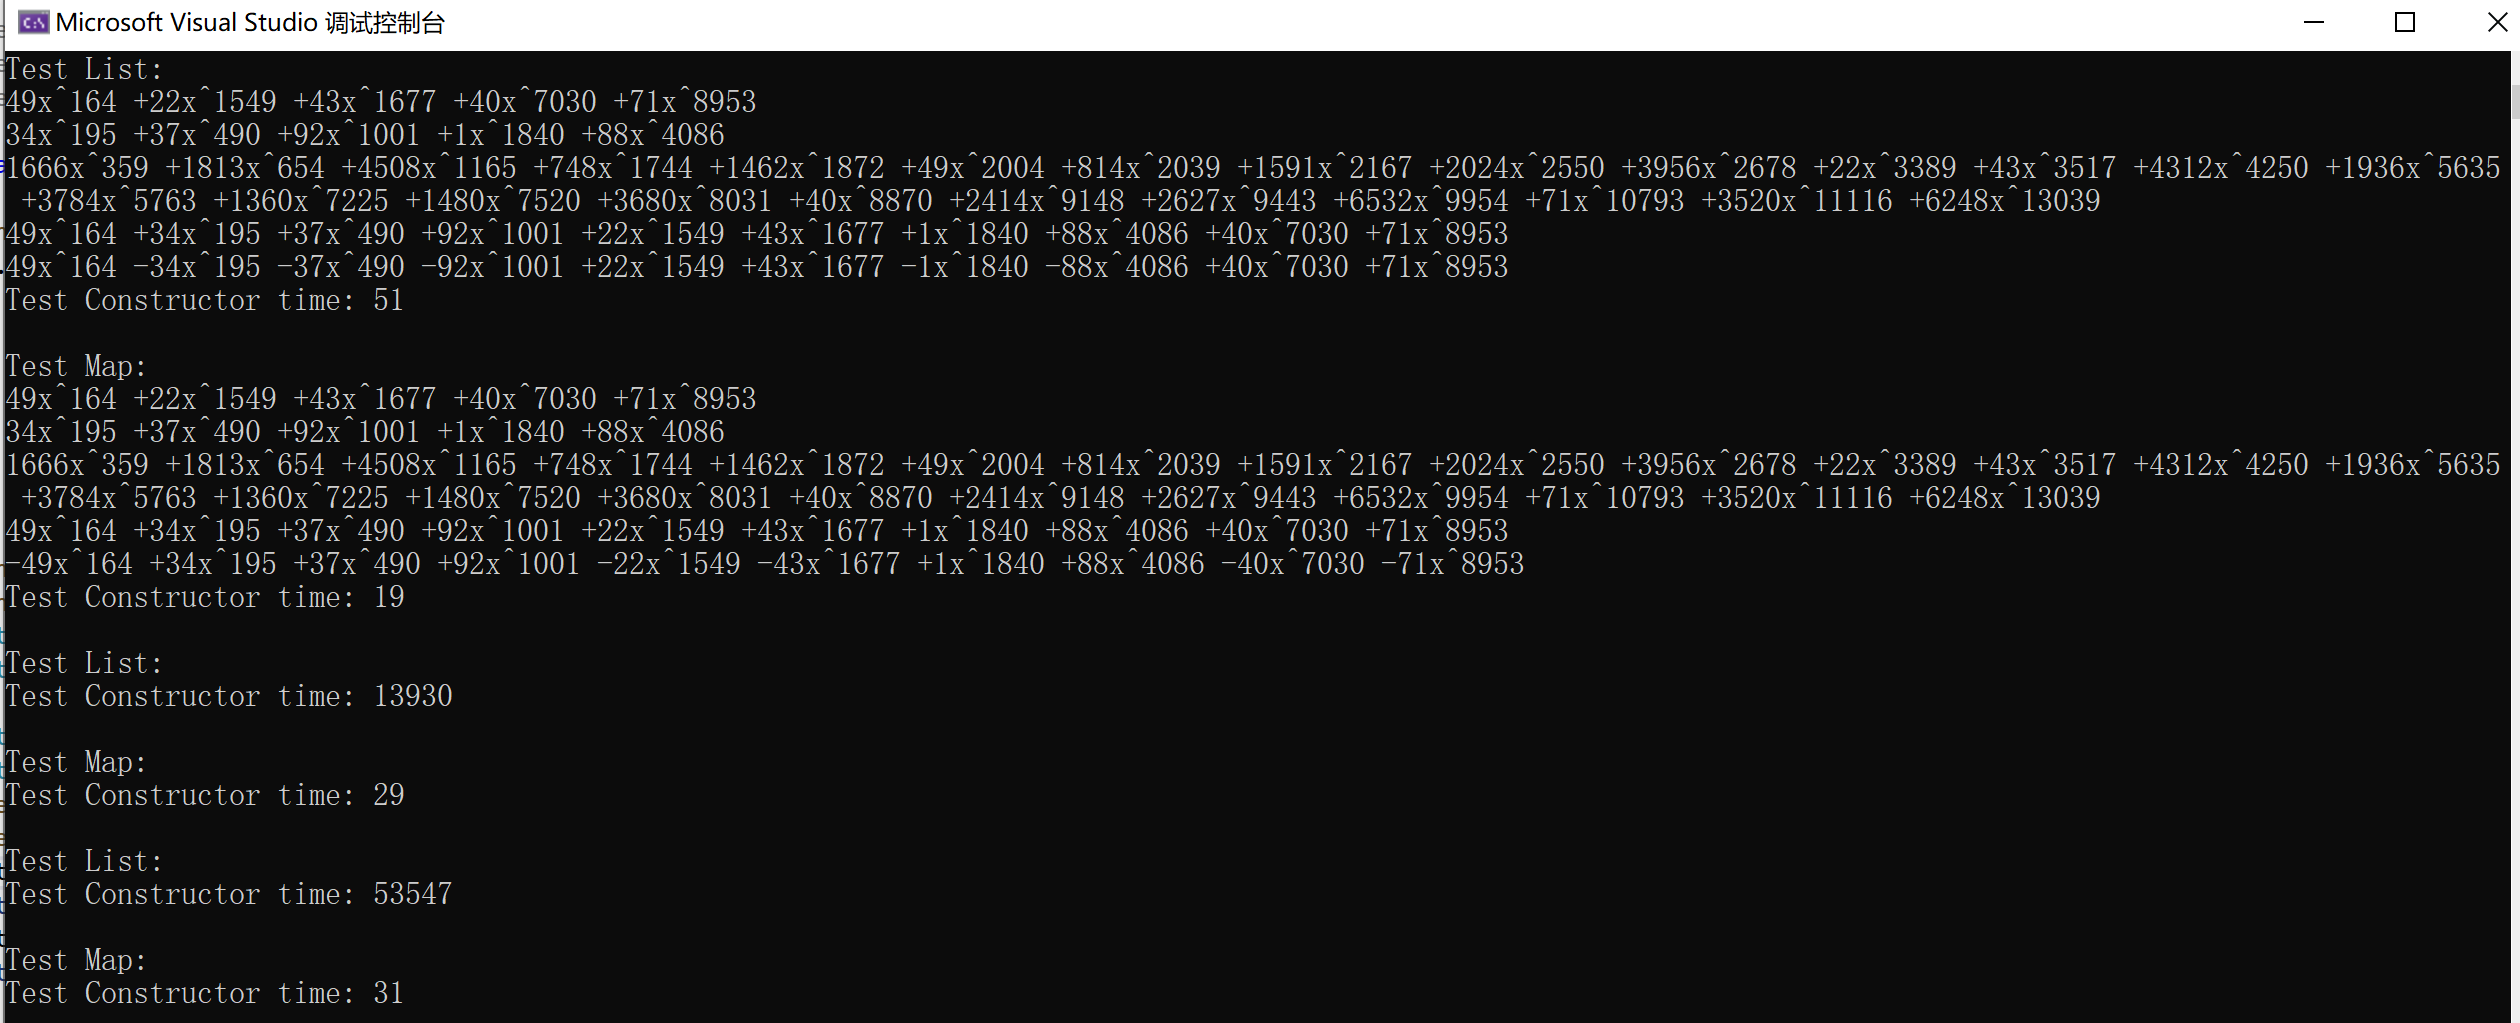 Microsoft Visual Studio 调试控制台
Test List:
49x^164 +22x^1549 +43x^1677 +40x^7030 +71x^8953
34x^195 +37x^490 +92x^1001 +1x^1840 +88x^4086
1666x^359 +1813x^654 +4508x^1165 +748x^1744 +1462x^1872 +49x^2004 +814x^2039 +1591x^2167 +2024x^2550 +3956x^2678 +22x^3389 +43x^3517 +4312x^4250 +1936x^5635
+3784x^5763 +1360x^7225 +1480x^7520 +3680x^8031 +40x^8870 +2414x^9148 +2627x^9443 +6532x^9954 +71x^10793 +3520x^11116 +6248x^13039
49x^164 +34x^195 +37x^490 +92x^1001 +22x^1549 +43x^1677 +1x^1840 +88x^4086 +40x^7030 +71x^8953
49x^164 -34x^195 -37x^490 -92x^1001 +22x^1549 +43x^1677 -1x^1840 -88x^4086 +40x^7030 +71x^8953
Test Constructor time: 51
Test Map:
49x^164 +22x^1549 +43x^1677 +40x^7030 +71x^8953
34x^195 +37x^490 +92x^1001 +1x^1840 +88x^4086
1666x^359 +1813x^654 +4508x^1165 +748x^1744 +1462x^1872 +49x^2004 +814x^2039 +1591x^2167 +2024x^2550 +3956x^2678 +22x^3389 +43x^3517 +4312x^4250 +1936x^5635
+3784x^5763 +1360x^7225 +1480x^7520 +3680x^8031 +40x^8870 +2414x^9148 +2627x^9443 +6532x^9954 +71x^10793 +3520x^11116 +6248x^13039
49x^164 +34x^195 +37x^490 +92x^1001 +22x^1549 +43x^1677 +1x^1840 +88x^4086 +40x^7030 +71x^8953
-49x^164 +34x^195 +37x^490 +92x^1001 -22x^1549 -43x^1677 +1x^1840 +88x^4086 -40x^7030 -71x^8953
Test Constructor time: 19
Test List:
Test Constructor time: 13930
Test Map:
Test Constructor time: 29
Test List:
Test Constructor time: 53547
Test Map:
Test Constructor time: 31